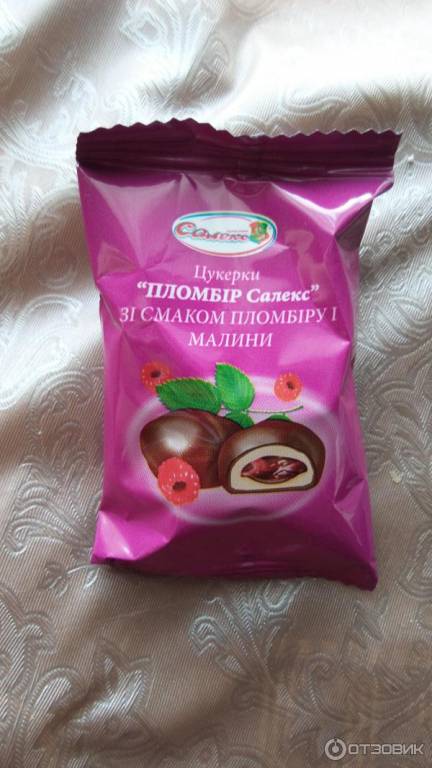 Салекс
Цукерки
"ПЛОМБІР Салекс"
ЗІ СМАКОМ ПЛОМБІРУ І
МАЛИНИ
ОТЗОВИК